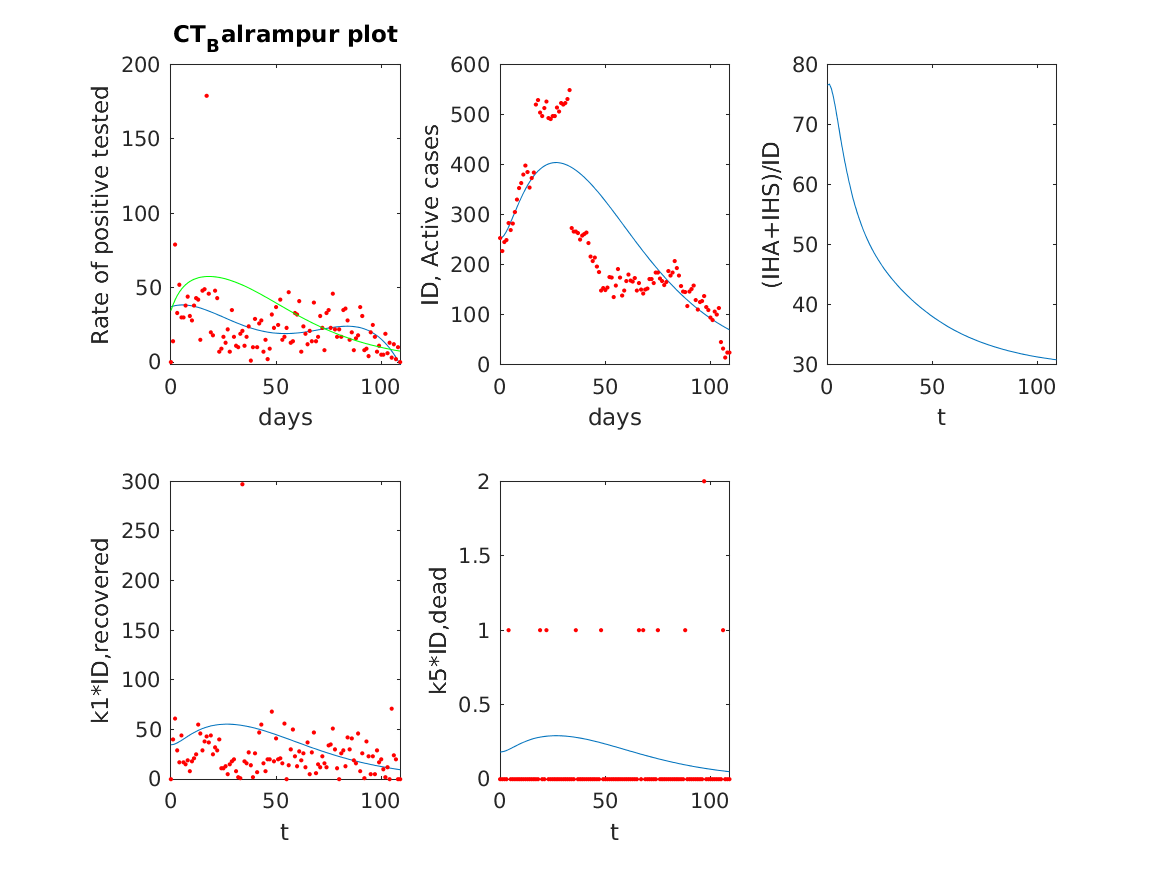 CT_Balrampur plot
200
150
100
50
0
0 50 100
days
Rate of positive tested
600
500
400
300
200
100
0
0 50 100
days
ID, Active cases
80
70
60
50
40
30
0 50 100
t
(IHA+IHS)/ID
300
250
200
150
100
50
0
0 50 100
t
k1*ID,recovered
2
1.5
1
0.5
0
0 50 100
t
k5*ID,dead